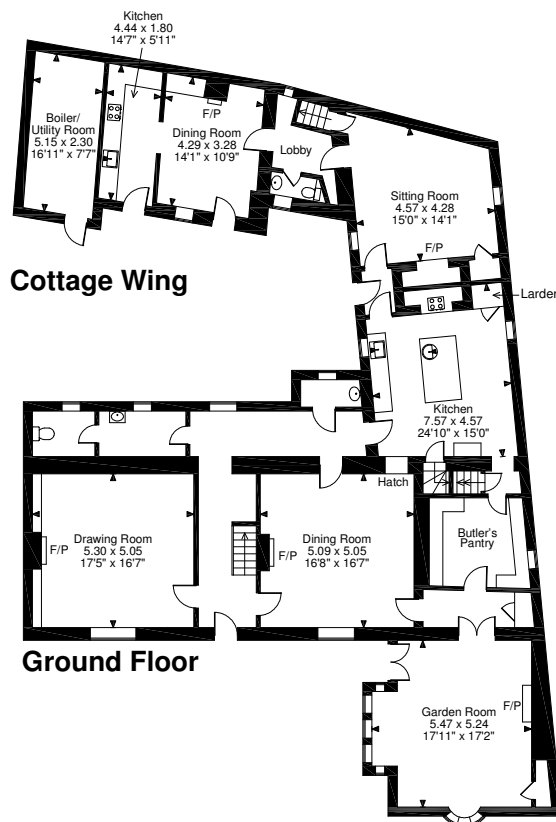 Kitchen
4.44 x 1.80
14'7" x 5'11"
Boiler/
Utility Room
5.15 x 2.30
16'11" x 7'7"
F/P
Dining Room
4.29 x 3.28
14'1" x 10'9"
Lobby
Sitting Room
4.57 x 4.28
15'0" x 14'1"
F/P
Cottage Wing
Larder
Kitchen
7.57 x 4.57
24'10" x 15'0"
Hatch
Drawing Room
5.30 x 5.05
17'5" x 16'7"
F/P
Dining Room
5.09 x 5.05
16'8" x 16'7"
F/P
Butler's
Pantry
Ground Floor
Garden Room
5.47 x 5.24
17'11" x 17'2"
F/P